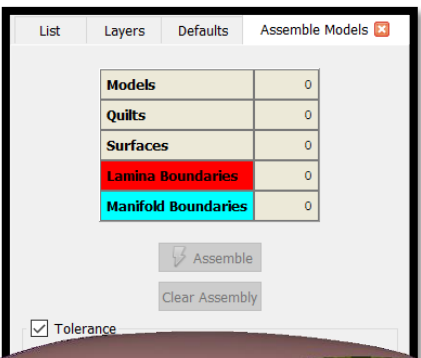 List Layers Defaults Assemble Models
Models 0
Quilts 0
Surfaces 0
Lamina Boundaries 0
Manifold Boundaries 0
Assemble
Clear Assembly
Tolerance